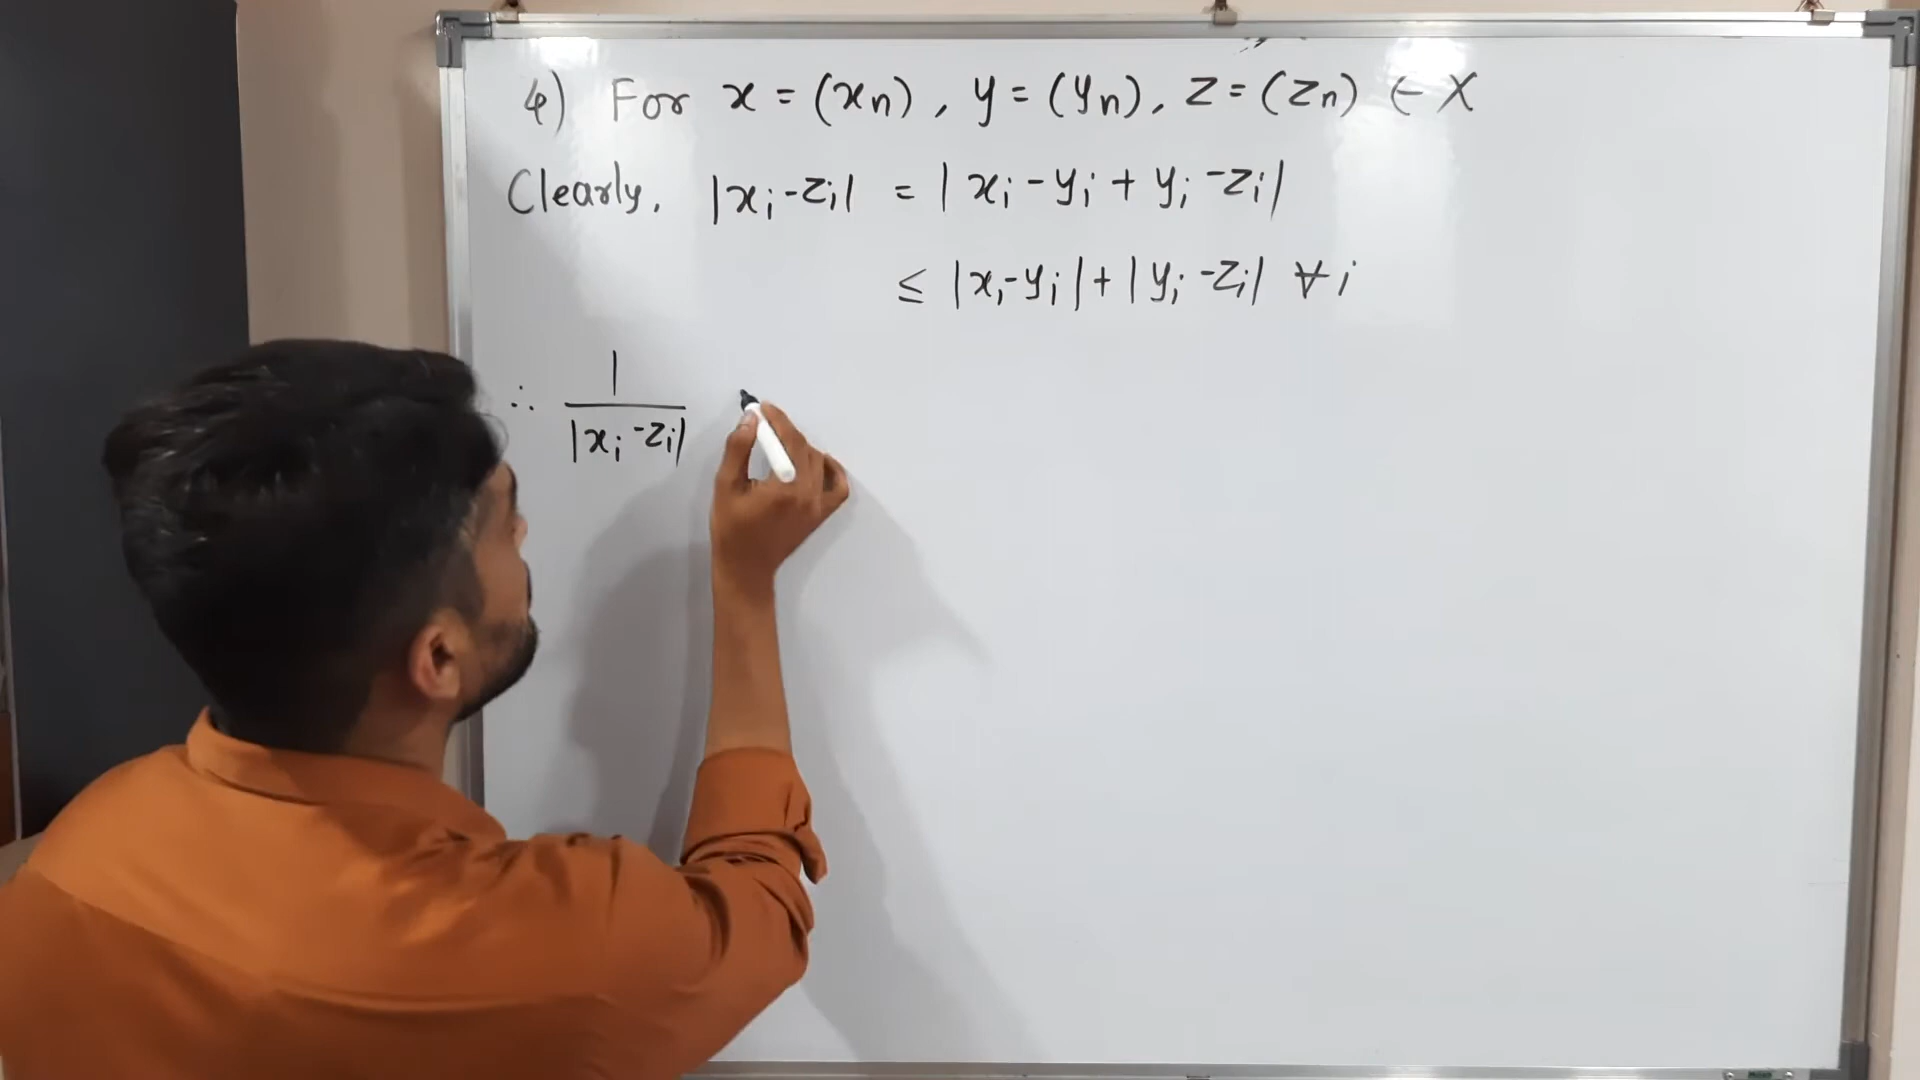 4) For x = (xn), y = (yn), z = (zn) ∈ X
Clearly, |xi - zi| = | xi - yi + yi - zi|
≤ |xi - yi| + |yi - zi| ∀ i
∴ 1 / |xi - zi|